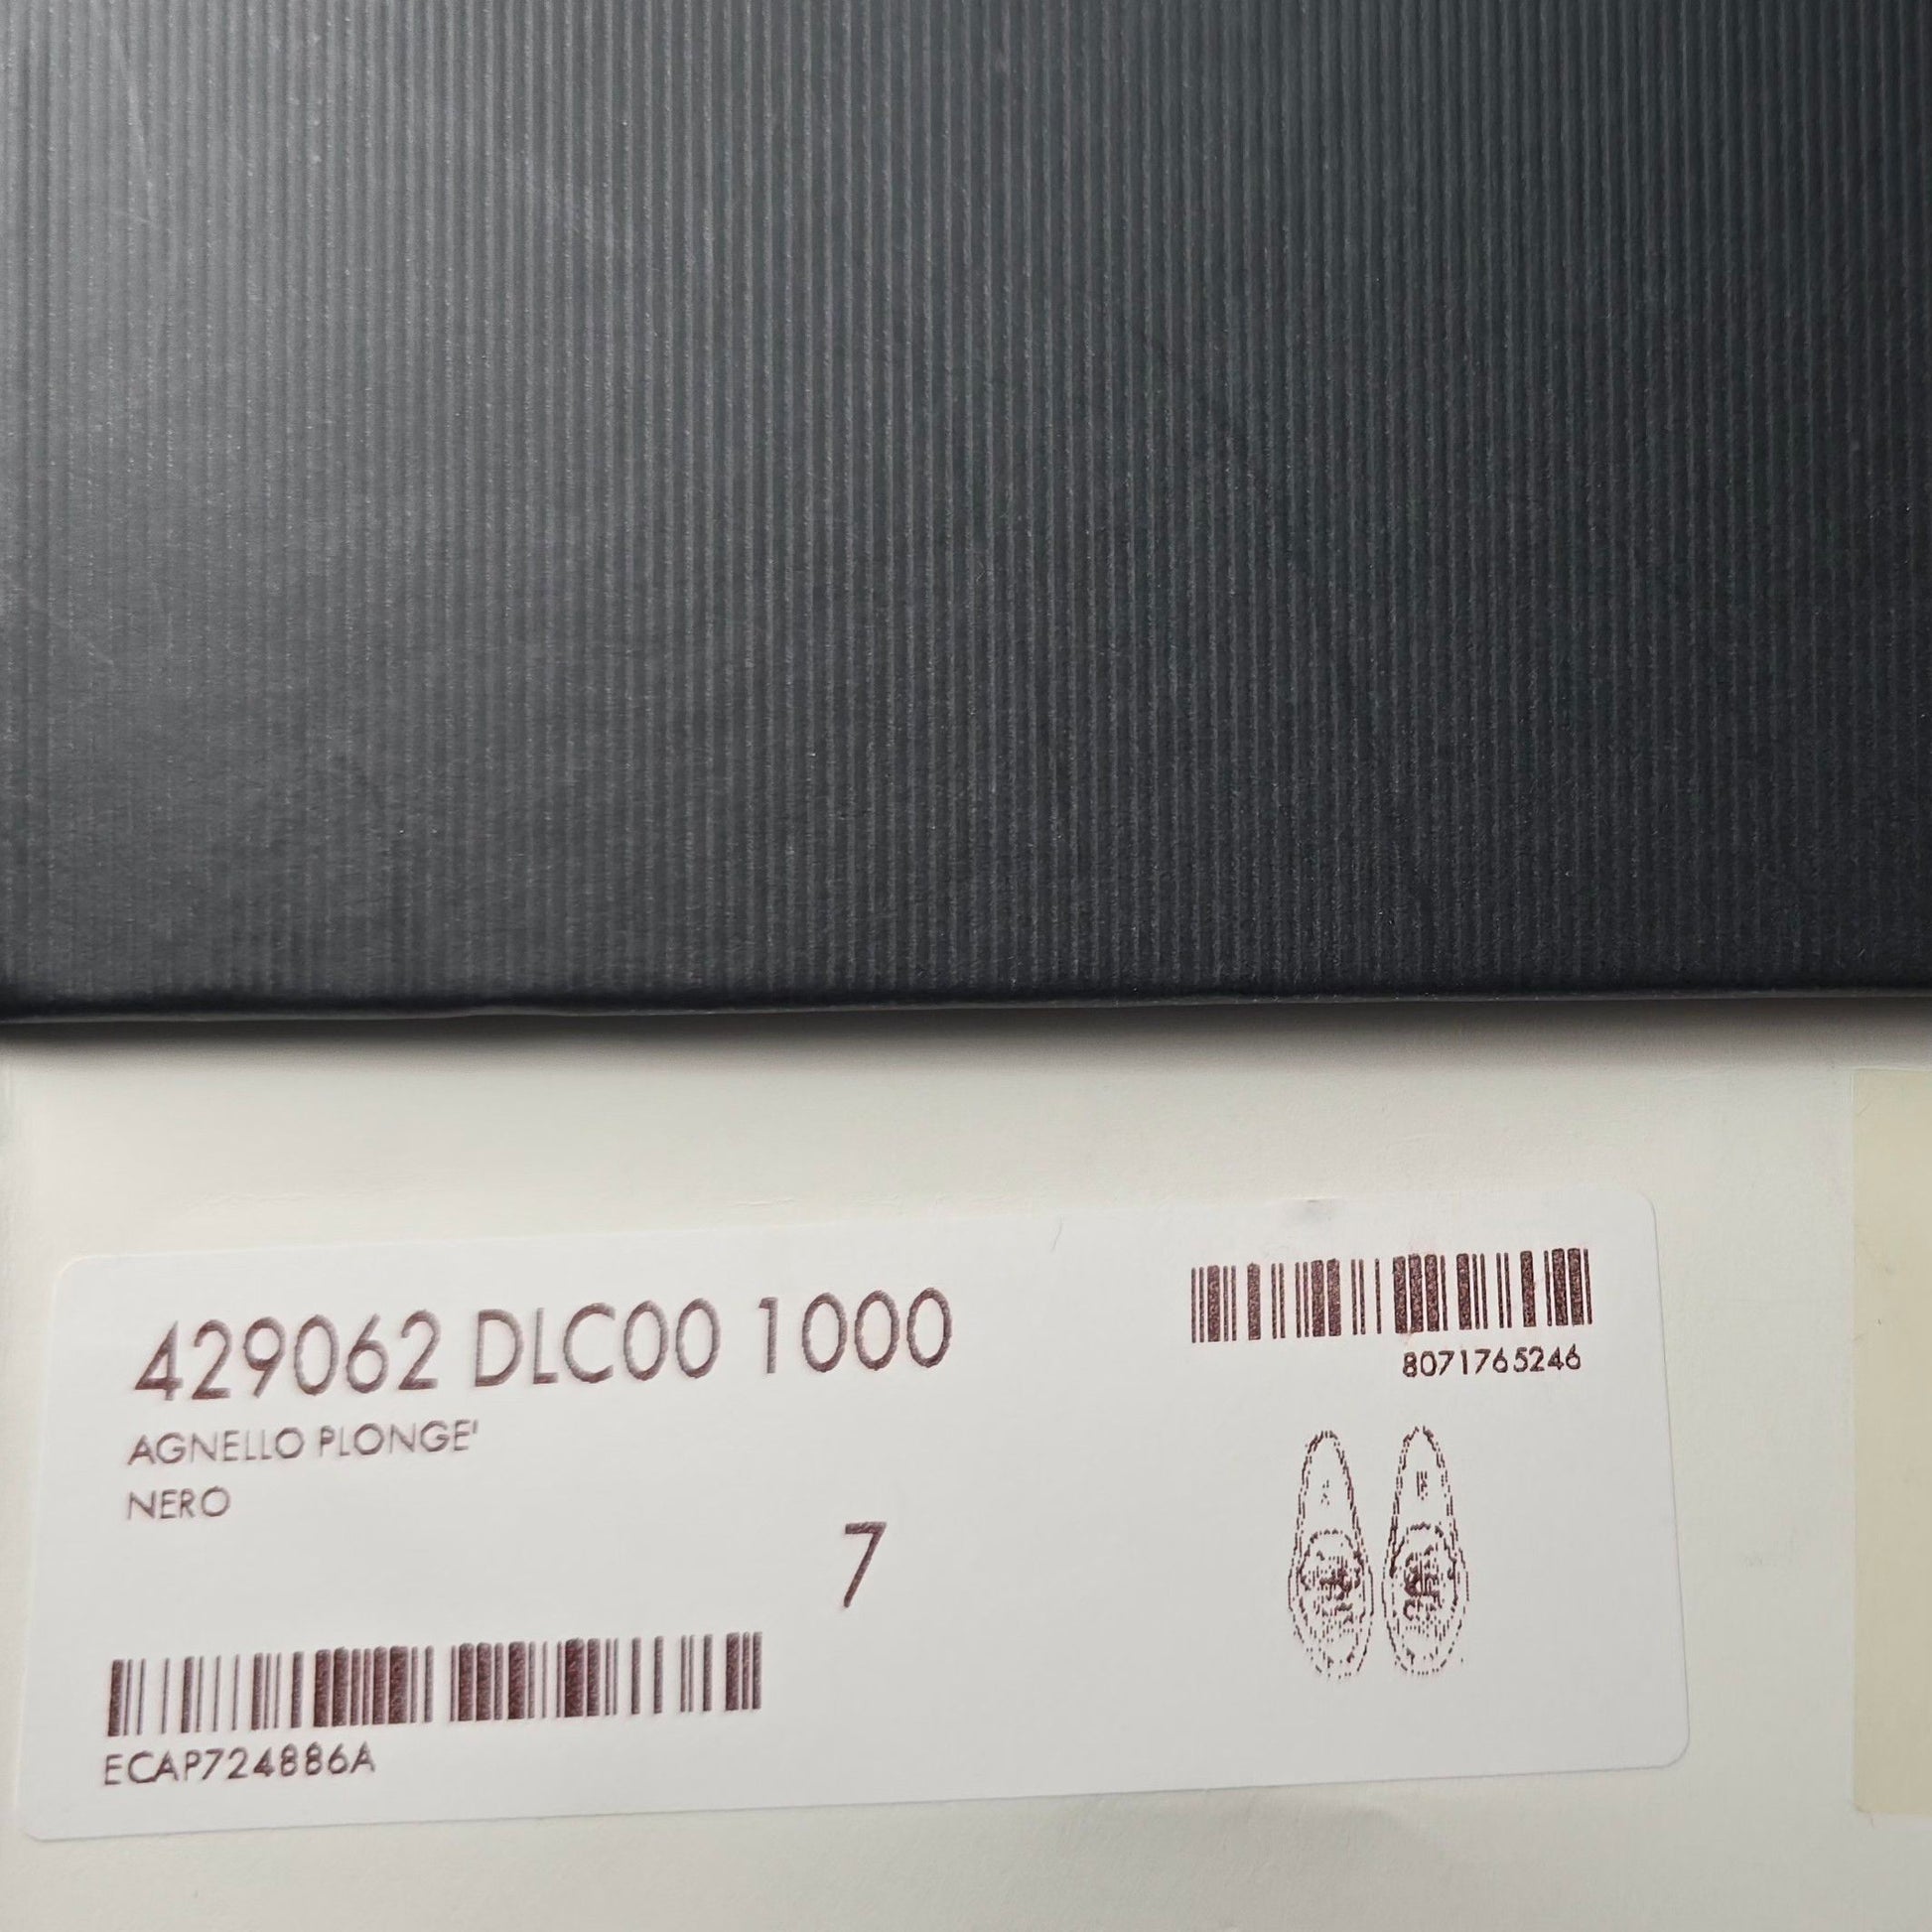 429062 DLC00 1000
8071765246
AGNELLO PLONGE'
NERO
7
ECAP724886A